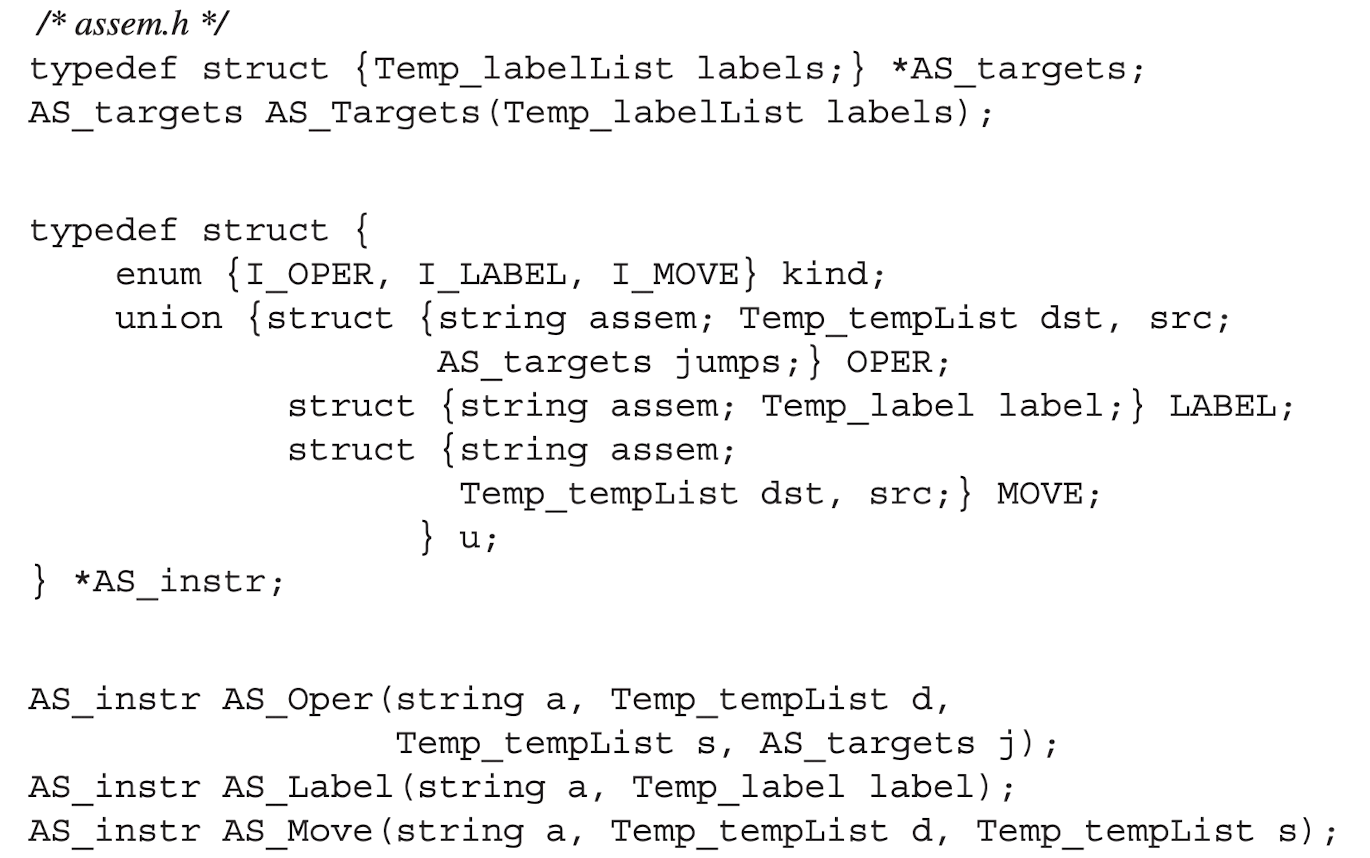 /* assem.h */
typedef struct {Temp_labelList labels;} *AS_targets;
AS_targets AS_Targets(Temp_labelList labels);
typedef struct {
enum {I_OPER, I_LABEL, I_MOVE} kind;
union {struct {string assem; Temp_tempList dst, src;
AS_targets jumps;} OPER;
struct {string assem; Temp_label label;} LABEL;
struct {string assem;
Temp_tempList dst, src;} MOVE;
} u;
} *AS_instr;
AS_instr AS_Oper(string a, Temp_tempList d,
Temp_tempList s, AS_targets j);
AS_instr AS_Label(string a, Temp_label label);
AS_instr AS_Move(string a, Temp_tempList d, Temp_tempList s);